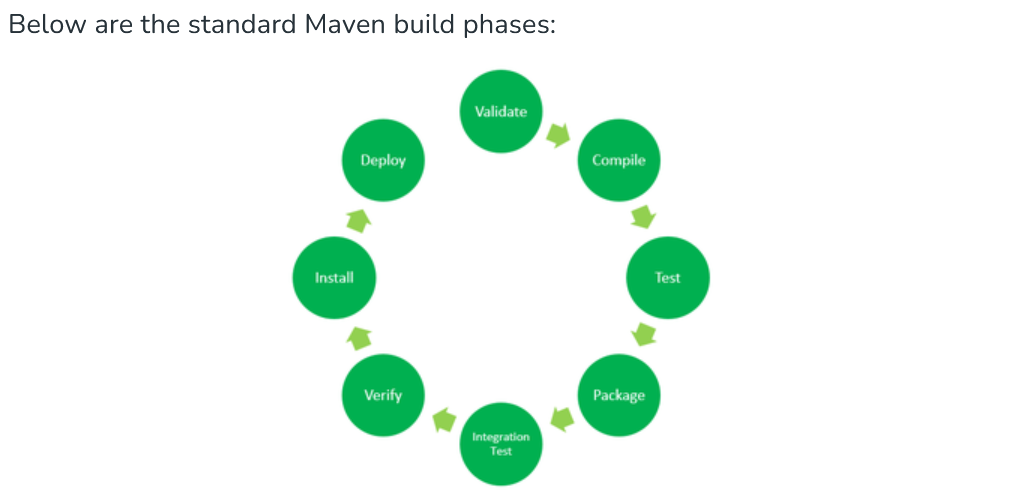 Below are the standard Maven build phases:
Validate
Compile
Test
Package
Integration
Test
Verify
Install
Deploy